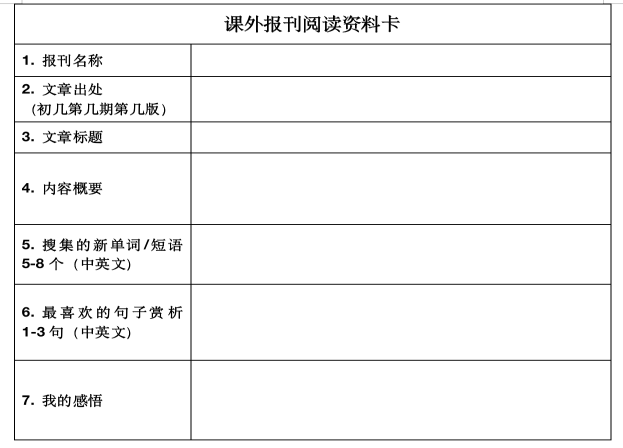 课外报刊阅读资料卡
1. 报刊名称
2. 文章出处
（初几第几期第几版）
3. 文章标题
4. 内容概要
5. 搜集的新单词/短语
5-8 个（中英文）
6. 最喜欢的句子赏析
1-3 句（中英文）
7. 我的感悟